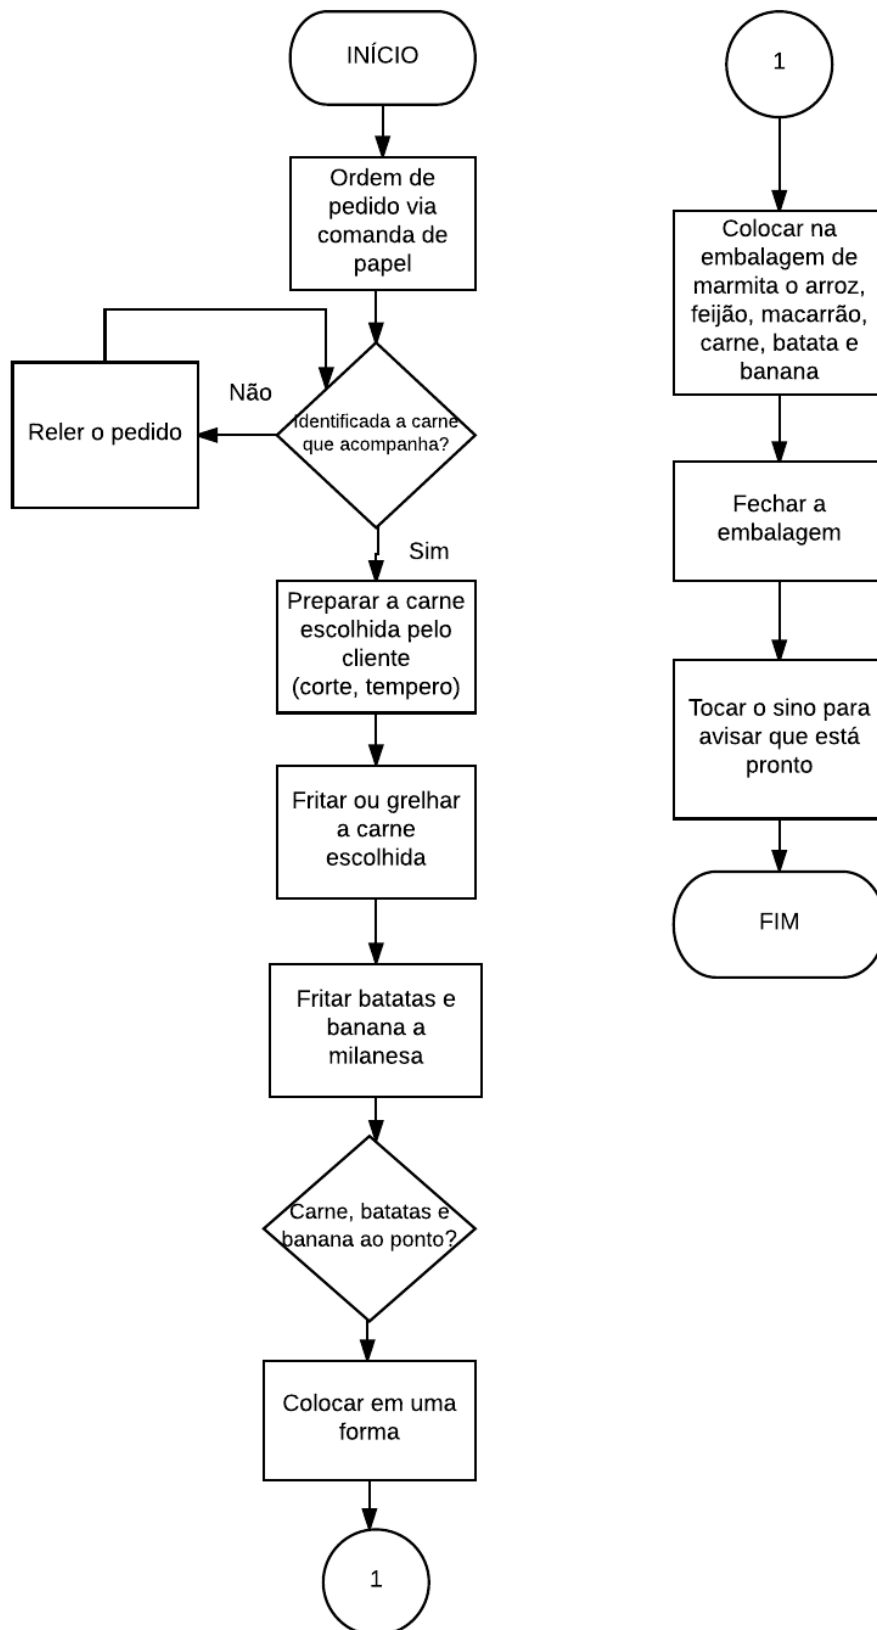 INÍCIO
Ordem de
pedido via
comanda de
papel
Não
Reler o pedido
Identificada a carne
que acompanha?
Sim
Preparar a carne
escolhida pelo
cliente
(corte, tempero)
Fritar ou grelhar
a carne
escolhida
Fritar batatas e
banana a
milanesa
Carne, batatas e
banana ao ponto?
Colocar em uma
forma
1
1
Colocar na
embalagem de
marmita o arroz,
feijão, macarrão,
carne, batata e
banana
Fechar a
embalagem
Tocar o sino para
avisar que está
pronto
FIM